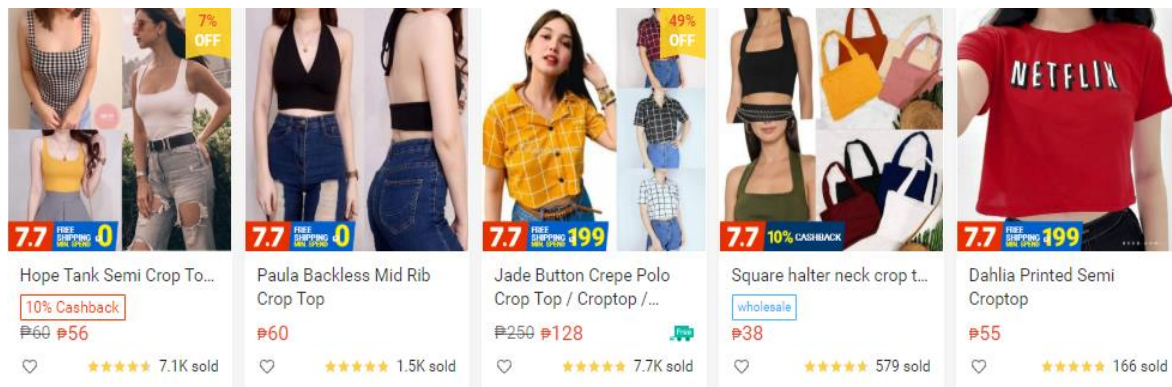 7%
OFF
7.7 FREE SHIPPING MIN. SPEND ₱0
Hope Tank Semi Crop To...
10% Cashback
₱60 ₱56
7.1K sold
7.7 FREE SHIPPING MIN. SPEND ₱0
Paula Backless Mid Rib
Crop Top
₱60
1.5K sold
49%
OFF
7.7 FREE SHIPPING MIN. SPEND ₱199
Jade Button Crepe Polo
Crop Top / Croptop /...
₱250 ₱128
Free
7.7K sold
7.7 10% CASHBACK
Square halter neck crop t...
wholesale
₱38
579 sold
NETFLIX
7.7 FREE SHIPPING MIN. SPEND ₱199
Dahlia Printed Semi
Croptop
₱55
166 sold